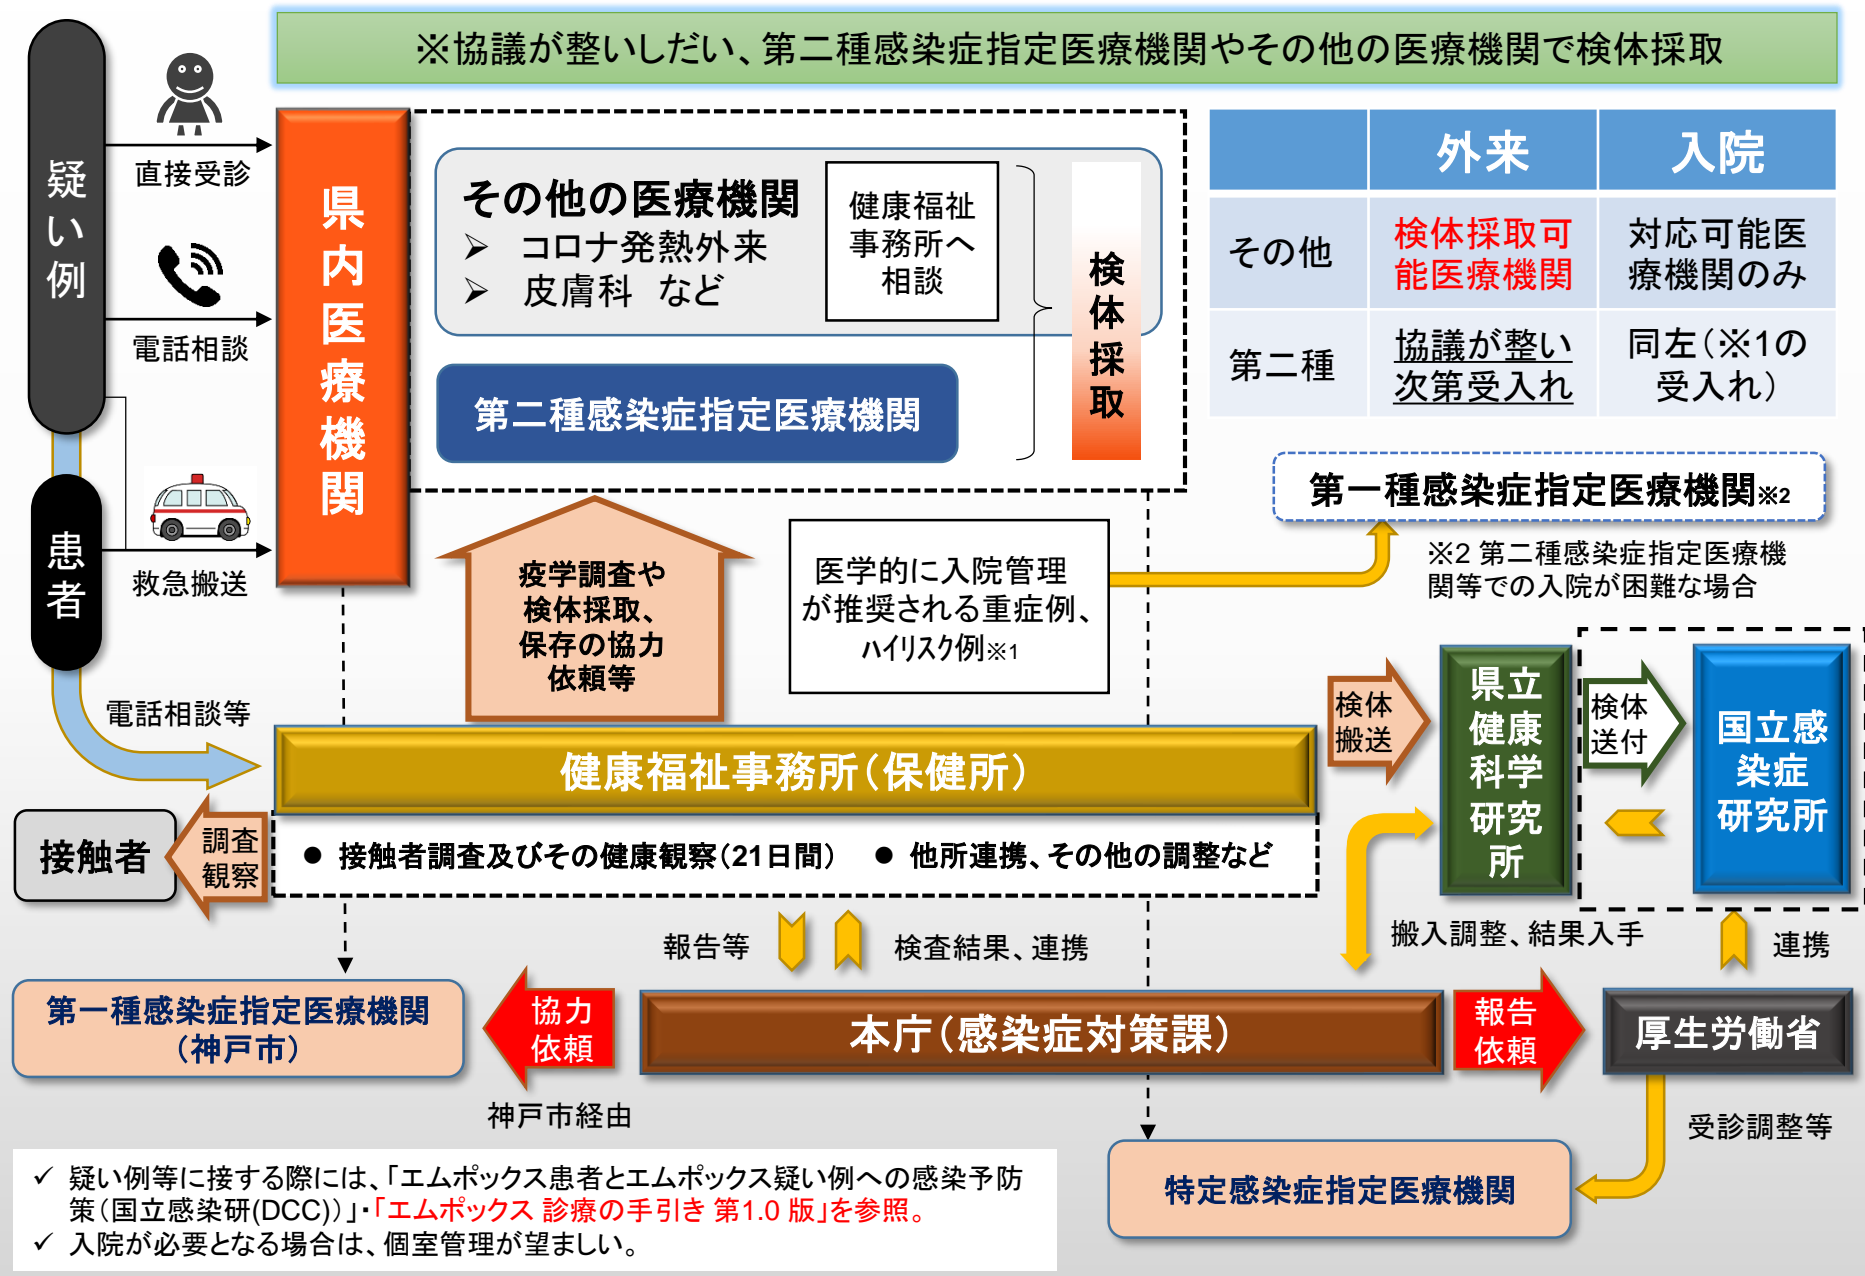 ※協議が整いしだい、第二種感染症指定医療機関やその他の医療機関で検体採取
疑い例
直接受診
電話相談
救急搬送
患者
電話相談等
県内医療機関
その他の医療機関
➢ コロナ発熱外来
➢ 皮膚科 など
健康福祉
事務所へ
相談
第二種感染症指定医療機関
検体採取
外来
入院
その他
検体採取可
能医療機関
対応可能医
療機関のみ
第二種
協議が整い
次第受入れ
同左(※1の
受入れ)
第一種感染症指定医療機関※2
※2 第二種感染症指定医療機
関等での入院が困難な場合
疫学調査や
検体採取、
保存の協力
依頼等
医学的に入院管理
が推奨される重症例、
ハイリスク例※1
健康福祉事務所(保健所)
検体
搬送
県立
健康
科学
研究
所
検体
送付
国立感
染症
研究所
接触者
調査
観察
● 接触者調査及びその健康観察(21日間)
● 他所連携、その他の調整など
報告等
検査結果、連携
搬入調整、結果入手
連携
第一種感染症指定医療機関
(神戸市)
協力
依頼
神戸市経由
本庁(感染症対策課)
報告
依頼
厚生労働省
受診調整等
特定感染症指定医療機関
✓ 疑い例等に接する際には、「エムポックス患者とエムポックス疑い例への感染予防
策(国立感染研(DCC))」・「エムポックス 診療の手引き 第1.0 版」を参照。
✓ 入院が必要となる場合は、個室管理が望ましい。